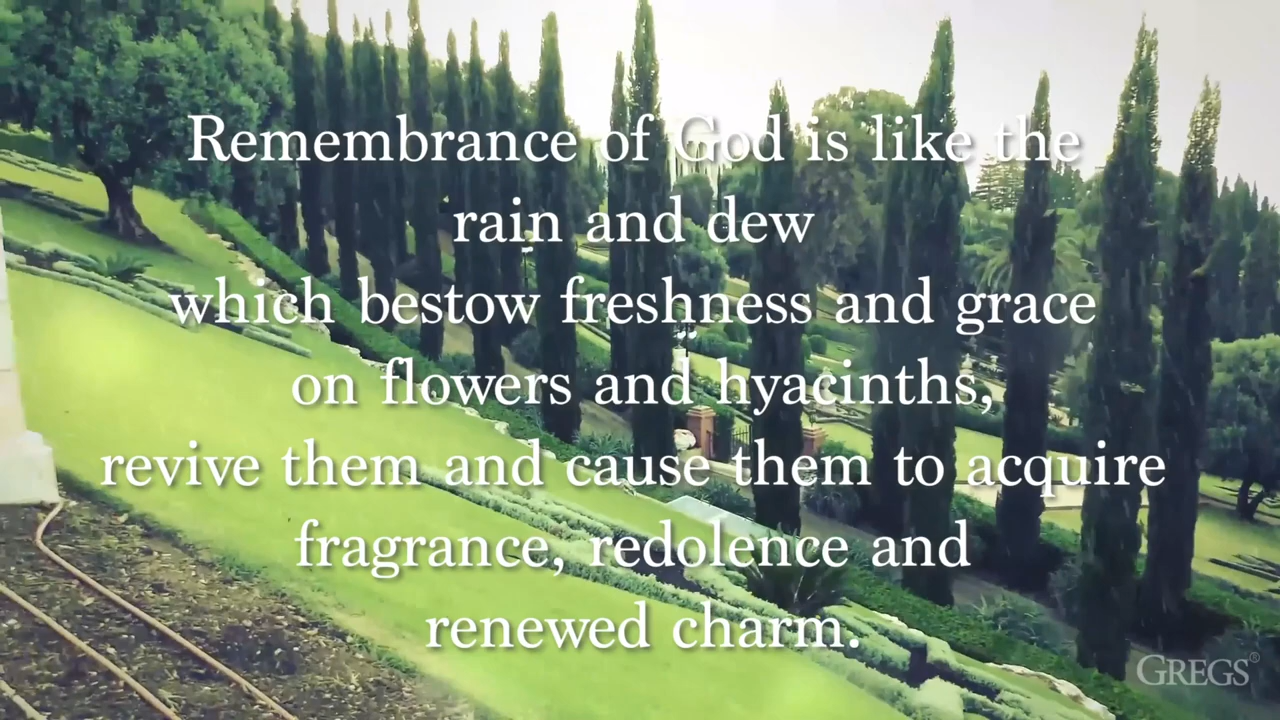 Remembrance of God is like the
rain and dew
which bestow freshness and grace
on flowers and hyacinths,
revive them and cause them to acquire
fragrance, redolence and
renewed charm.
GREGS®